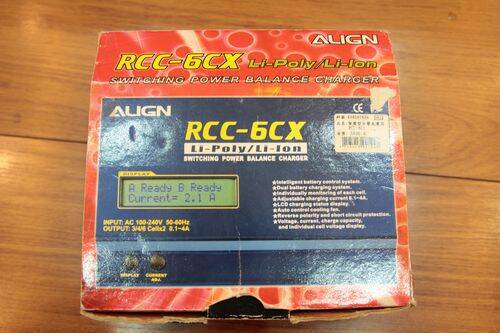 ALIGN
RCC-6CX Li-Poly/Li-Ion
SWITCHING POWER BALANCE CHARGER
ALIGN
RCC-6CX
Li-Poly/Li-Ion
SWITCHING POWER BALANCE CHARGER
CE
DISPLAY
A Ready B Ready
Current= 2.1 A
INPUT: AC 100-240V 50-60Hz
OUTPUT: 3/4/6 Cellx2 0.1~4A
DISPLAY
CURRENT ADJ.
★Intelligent battery control system.
★Dual battery charging system.
★Individually monitoring of each cell.
★Adjustable charging current 0.1~4A.
★LCD charging status display.
★Auto control cooling fan.
★Reverse polarity and short circuit protection.
★Voltage, current, charge capacity,
and individual cell voltage display.